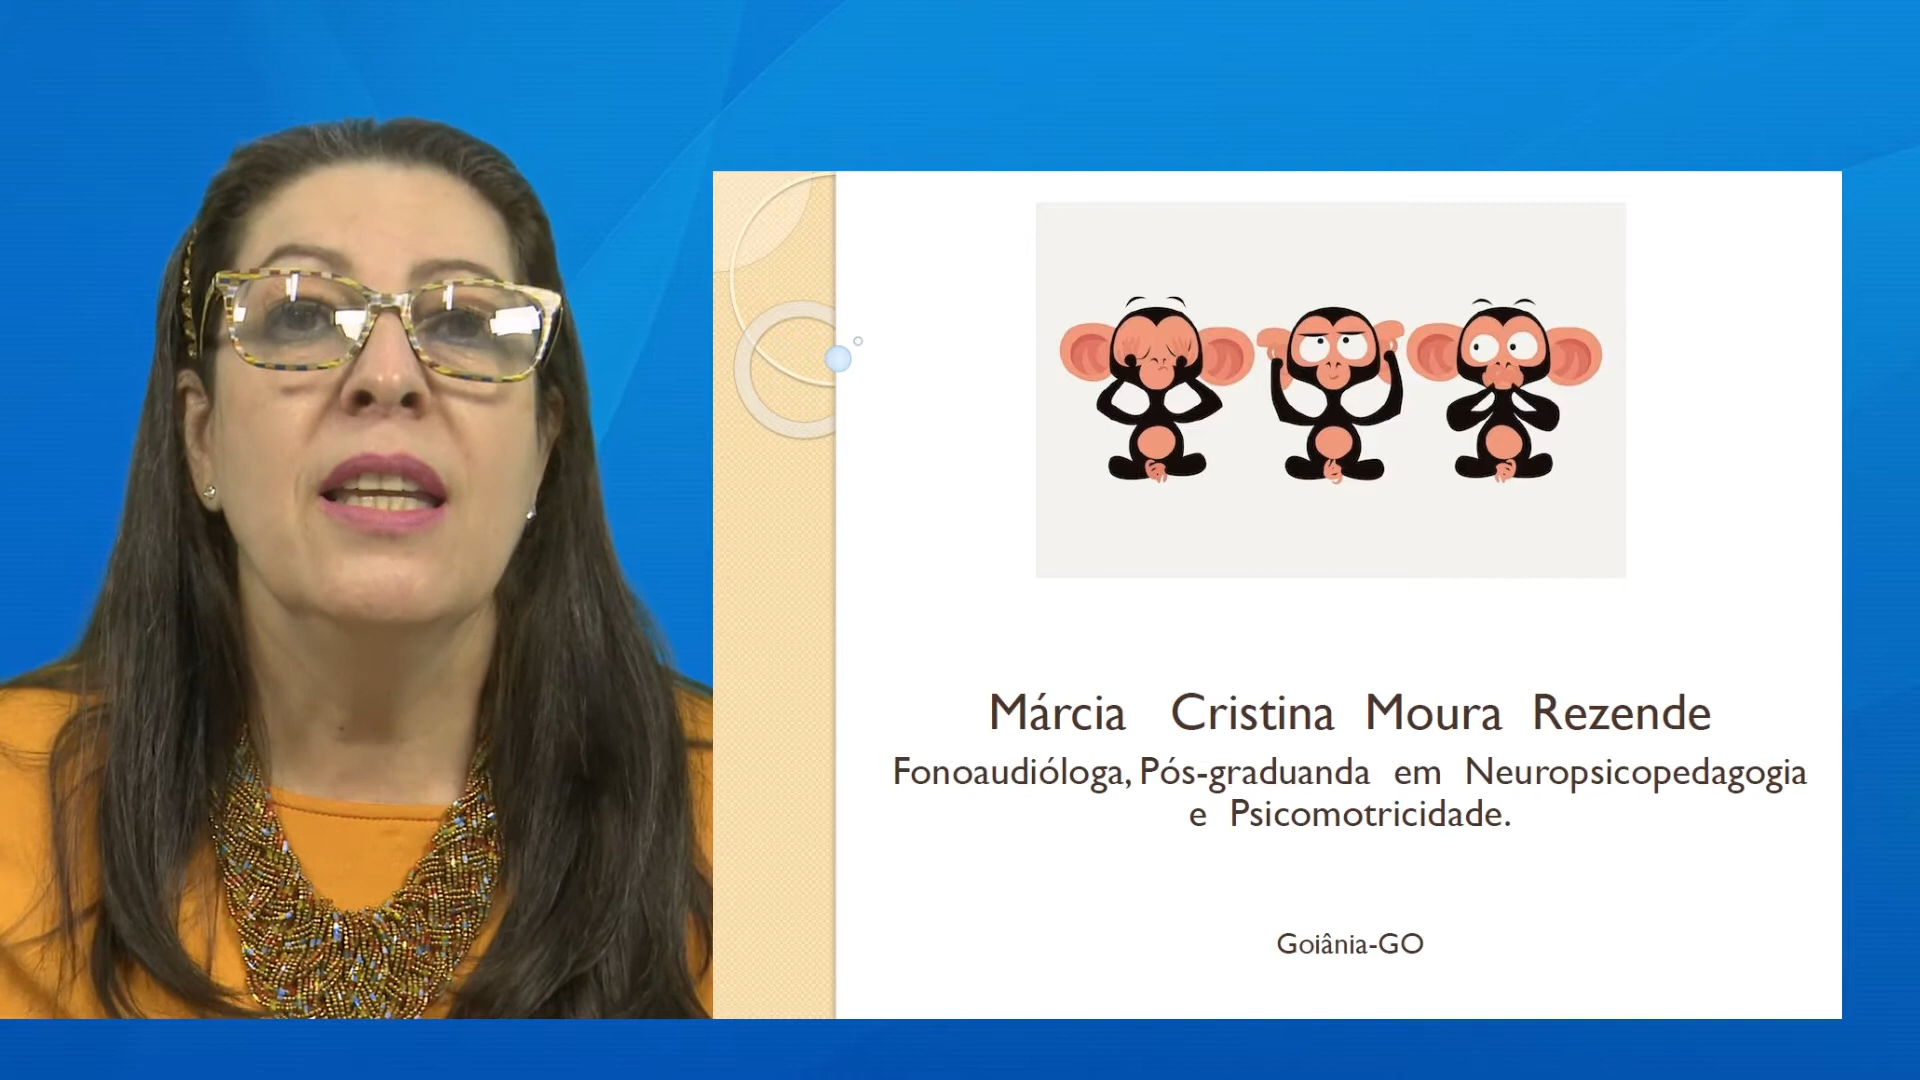 Márcia Cristina Moura Rezende
Fonoaudióloga, Pós-graduanda em Neuropsicopedagogia
e Psicomotricidade.
Goiânia-GO